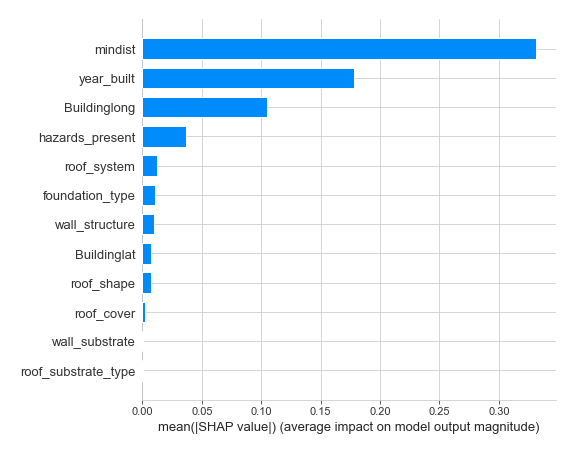 mindist
year_built
Buildinglong
hazards_present
roof_system
foundation_type
wall_structure
Buildinglat
roof_shape
roof_cover
wall_substrate
roof_substrate_type
0.00 0.05 0.10 0.15 0.20 0.25 0.30
mean(|SHAP value|) (average impact on model output magnitude)